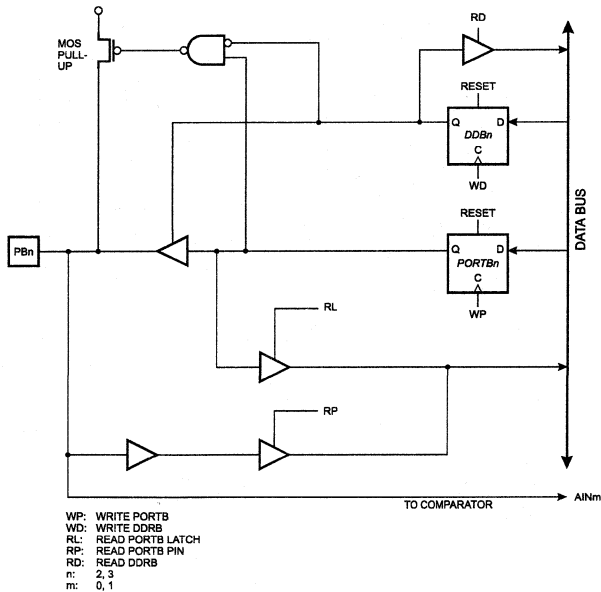 RD
MOS
PULL-
UP
RESET
Q D
DDBn
C
WD
DATA BUS
RESET
PBn
Q D
PORTBn
C
WP
RL
RP
TO COMPARATOR
AINm
WP: WRITE PORTB
WD: WRITE DDRB
RL: READ PORTB LATCH
RP: READ PORTB PIN
RD: READ DDRB
n: 2, 3
m: 0, 1